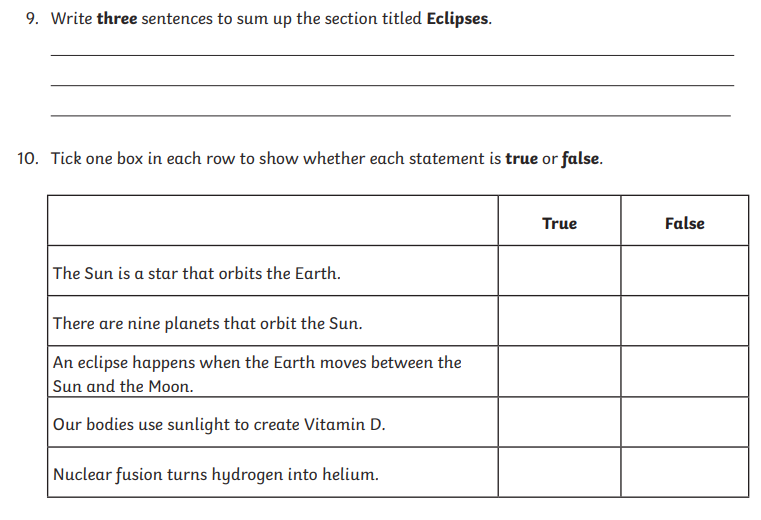 9. Write three sentences to sum up the section titled Eclipses.
10. Tick one box in each row to show whether each statement is true or false.
True False
The Sun is a star that orbits the Earth.
There are nine planets that orbit the Sun.
An eclipse happens when the Earth moves between the
Sun and the Moon.
Our bodies use sunlight to create Vitamin D.
Nuclear fusion turns hydrogen into helium.